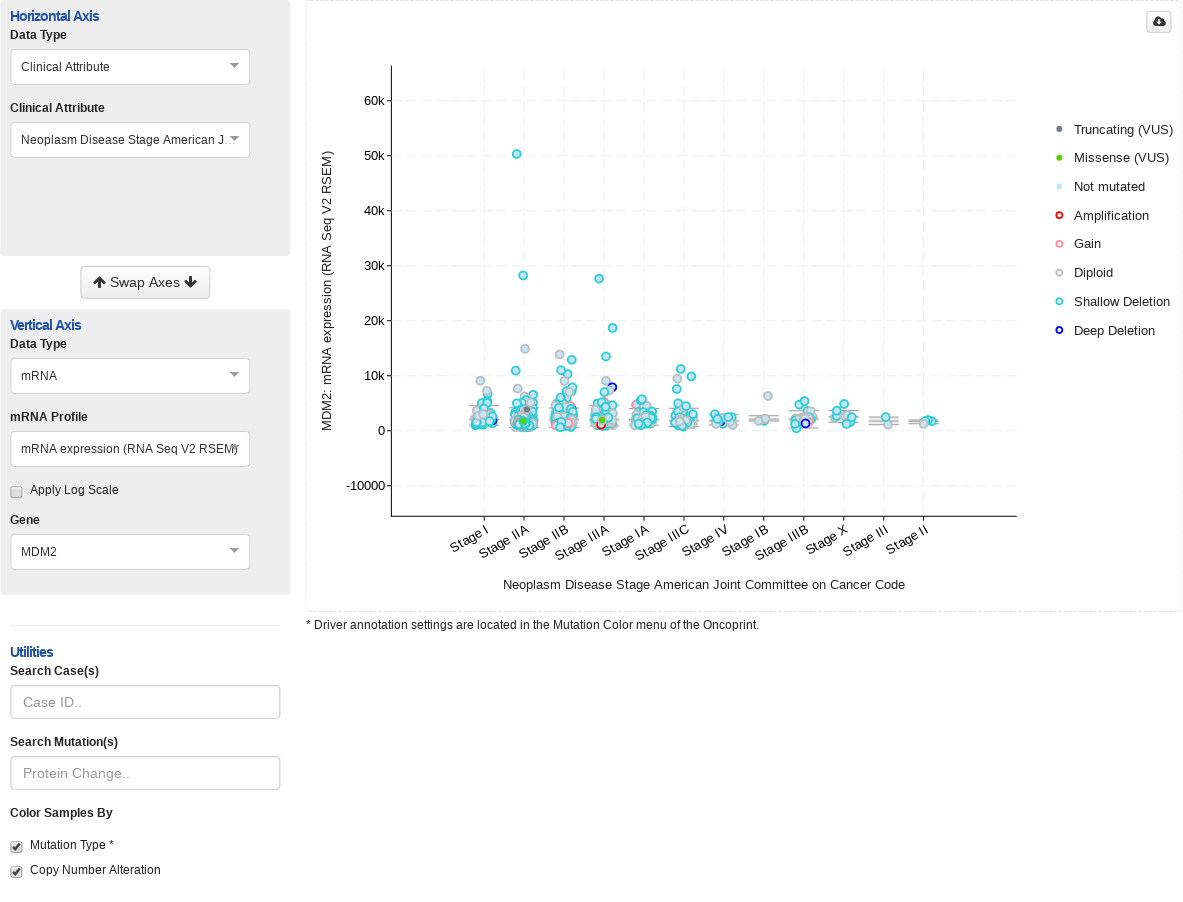 Horizontal Axis
Data Type
Clinical Attribute
Clinical Attribute
Neoplasm Disease Stage American J...
Swap Axes
Vertical Axis
Data Type
mRNA
mRNA Profile
mRNA expression (RNA Seq V2 RSEM)
Apply Log Scale
Gene
MDM2
Utilities
Search Case(s)
Case ID..
Search Mutation(s)
Protein Change..
Color Samples By
Mutation Type *
Copy Number Alteration
MDM2: mRNA expression (RNA Seq V2 RSEM)
60k
50k
40k
30k
20k
10k
0
-10000
Stage I
Stage IIA
Stage IIB
Stage IIIA
Stage IA
Stage IIIC
Stage IV
Stage IB
Stage IIIB
Stage X
Stage III
Stage II
Neoplasm Disease Stage American Joint Committee on Cancer Code
Truncating (VUS)
Missense (VUS)
Not mutated
Amplification
Gain
Diploid
Shallow Deletion
Deep Deletion
* Driver annotation settings are located in the Mutation Color menu of the Oncoprint.